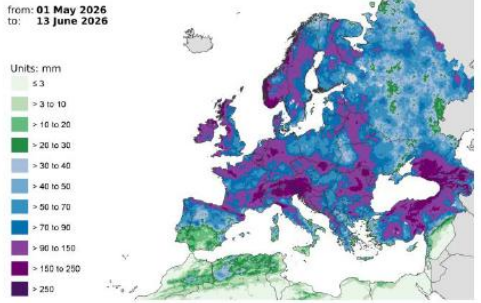 from: 01 May 2026
to: 13 June 2026
Units: mm
≤ 3
> 3 to 10
> 10 to 20
> 20 to 30
> 30 to 40
> 40 to 50
> 50 to 70
> 70 to 90
> 90 to 150
> 150 to 250
> 250